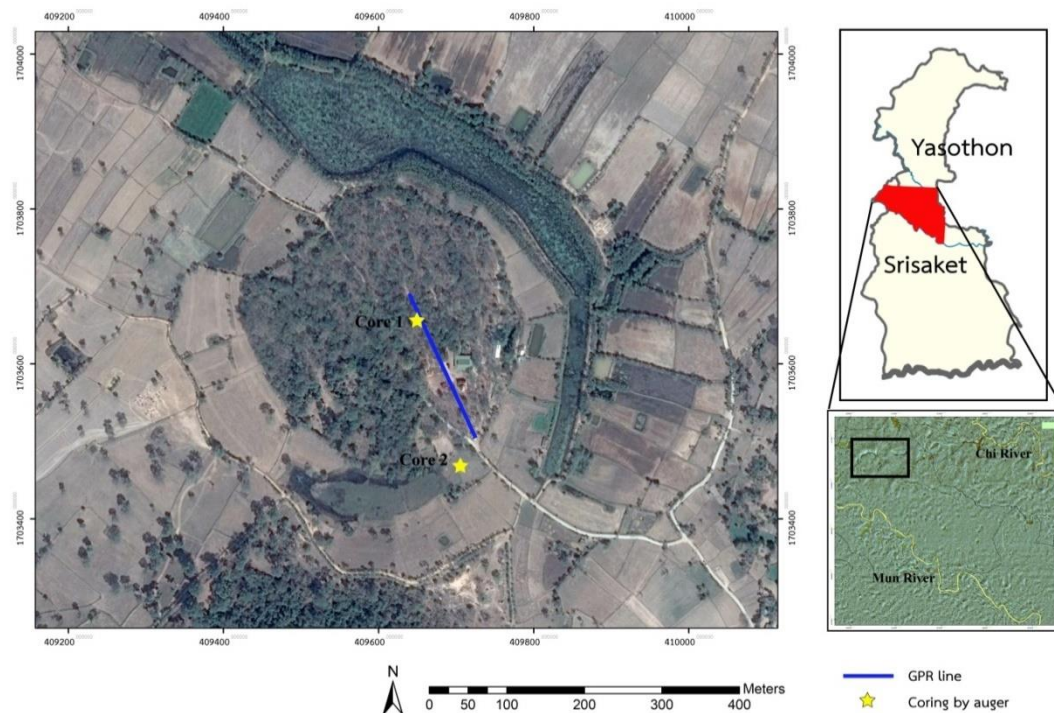 409200
409400
409600
409800
410000
1704000
1704000
1703800
1703800
1703600
1703600
1703400
1703400
Core 1
Core 2
409200
409400
409600
409800
410000
Yasothon
Srisaket
Chi River
Mun River
N
Meters
0 50 100 200 300 400
GPR line
Coring by auger